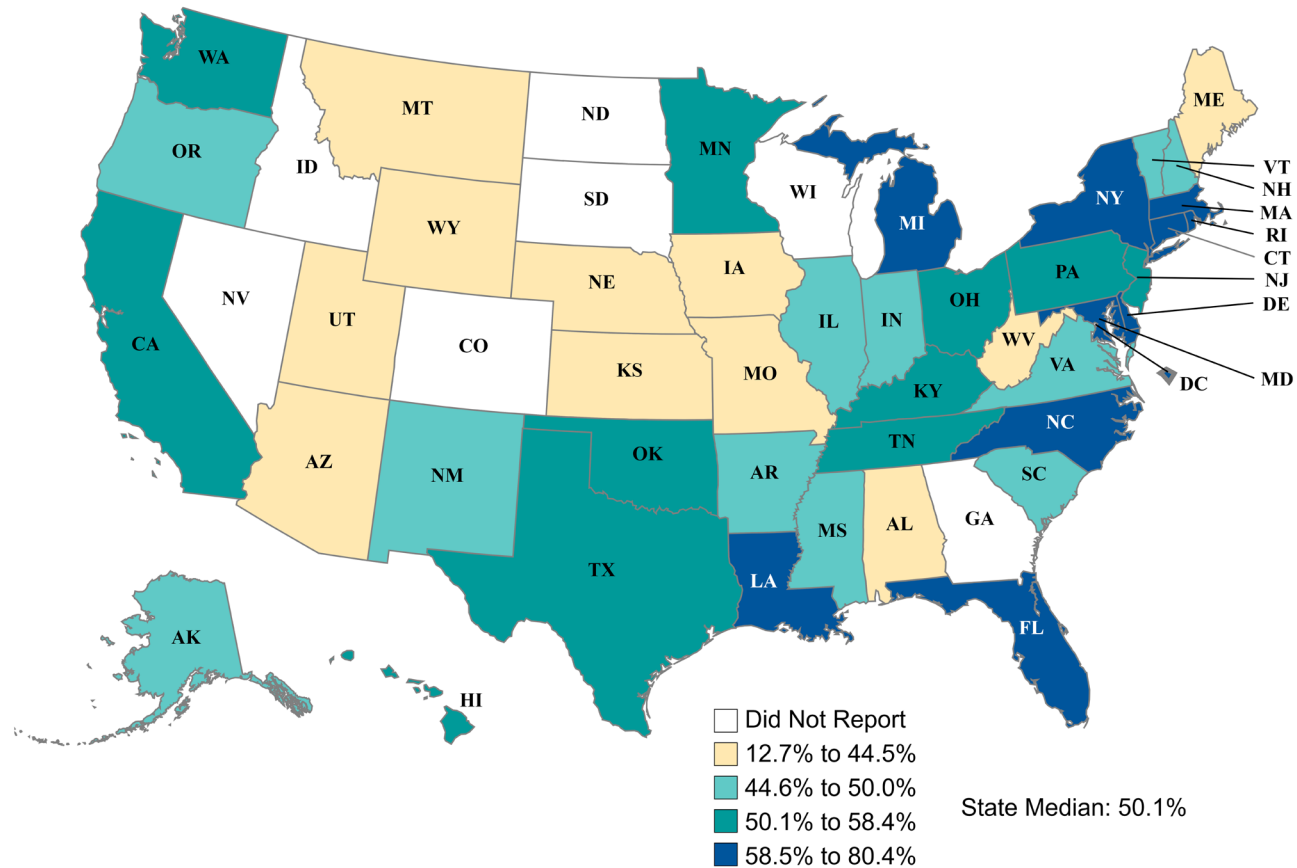 WA
MT
ND
MN
ME
OR
ID
SD
WI
VT
NH
NY
MA
WY
MI
RI
CT
NE
IA
PA
NJ
NV
UT
OH
DE
IL
IN
CA
CO
WV
KS
MO
VA
MD
DC
KY
NC
TN
AZ
OK
NM
AR
SC
GA
MS
AL
TX
LA
FL
AK
HI
Did Not Report
12.7% to 44.5%
44.6% to 50.0%
State Median: 50.1%
50.1% to 58.4%
58.5% to 80.4%